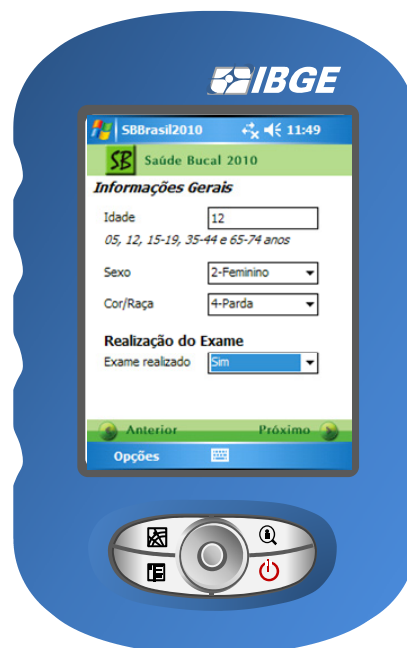 IBGE
SBBrasil2010 11:49
SB Saúde Bucal 2010
Informações Gerais
Idade 12
05, 12, 15-19, 35-44 e 65-74 anos
Sexo 2-Feminino
Cor/Raça 4-Parda
Realização do Exame
Exame realizado Sim
Anterior Próximo
Opções